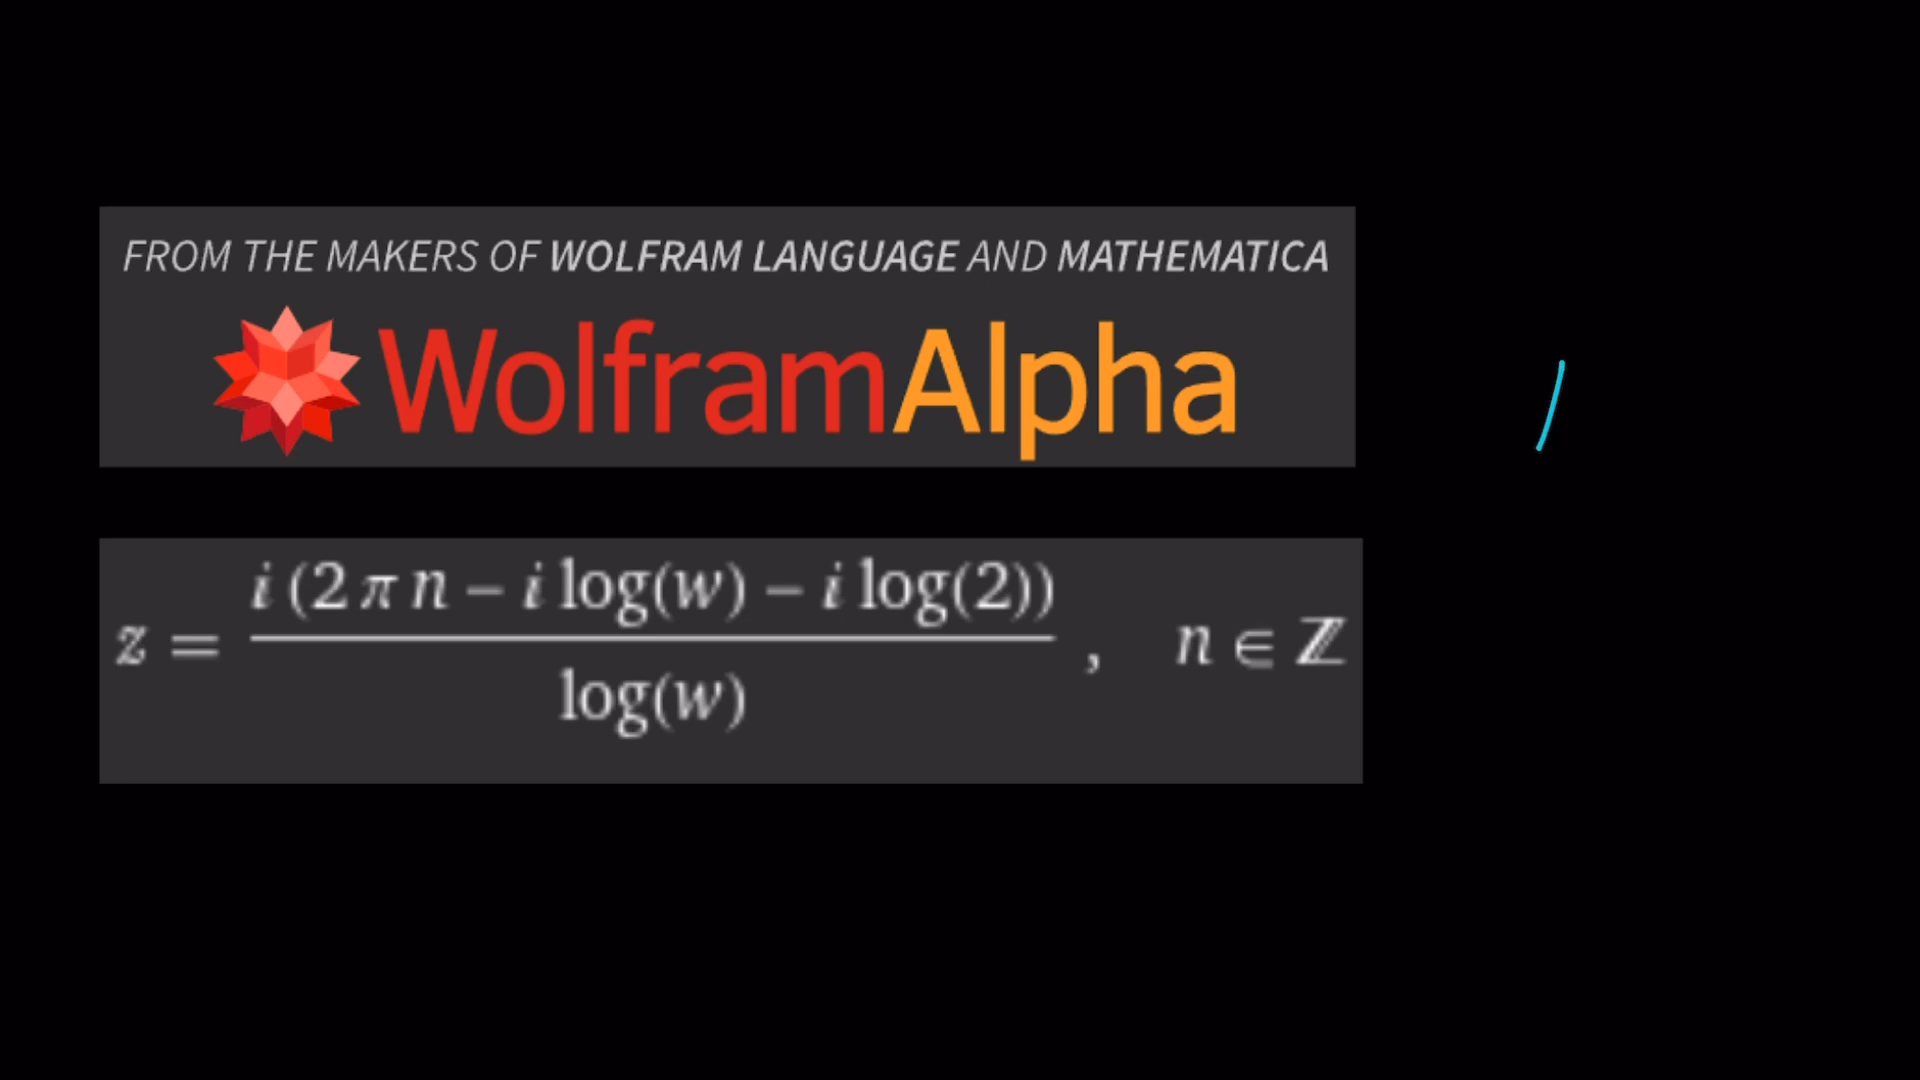 FROM THE MAKERS OF WOLFRAM LANGUAGE AND MATHEMATICA
WolframAlpha
z = i (2 π n − i log(w) − i log(2)) / log(w) , n ∈ ℤ